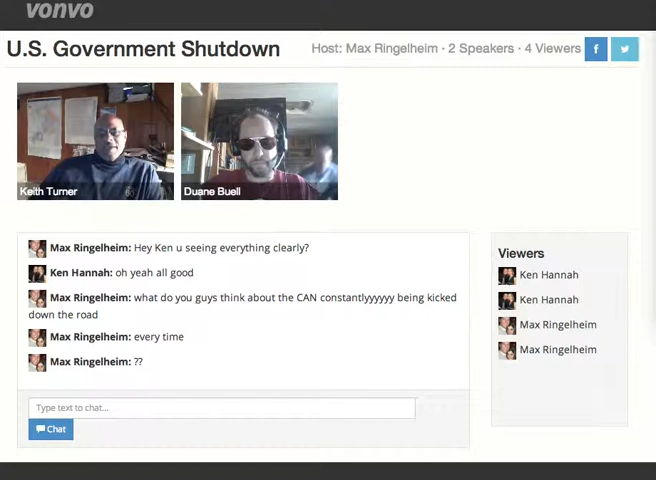 vonvo
U.S. Government Shutdown
Host: Max Ringelheim · 2 Speakers · 4 Viewers
Keith Turner
Duane Buell
Max Ringelheim: Hey Ken u seeing everything clearly?
Ken Hannah: oh yeah all good
Max Ringelheim: what do you guys think about the CAN constantlyyyyyy being kicked
down the road
Max Ringelheim: every time
Max Ringelheim: ??
Type text to chat...
Chat
Viewers
Ken Hannah
Ken Hannah
Max Ringelheim
Max Ringelheim